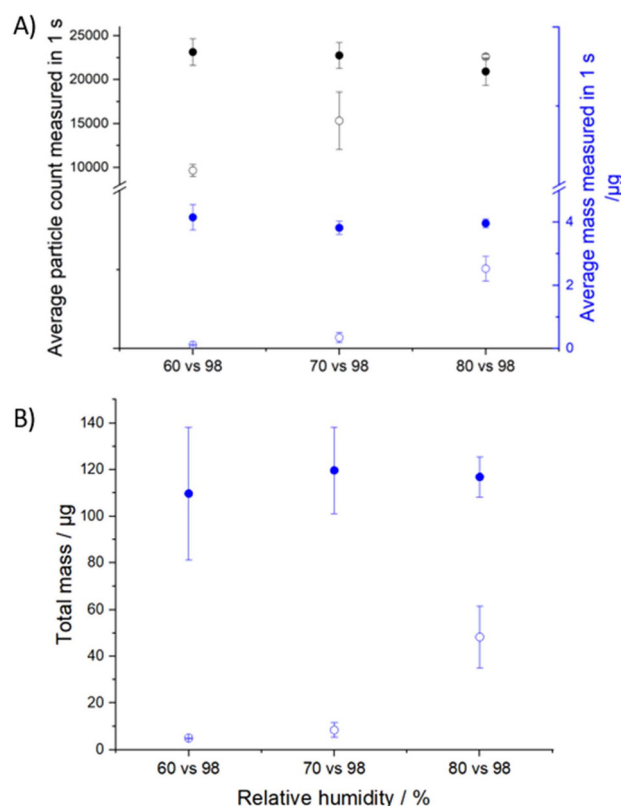 A)
Average particle count measured in 1 s
25000
20000
15000
10000
Average mass measured in 1 s
/µg
4
2
0
60 vs 98
70 vs 98
80 vs 98
B)
Total mass / µg
140
120
100
80
60
40
20
0
60 vs 98
70 vs 98
80 vs 98
Relative humidity / %